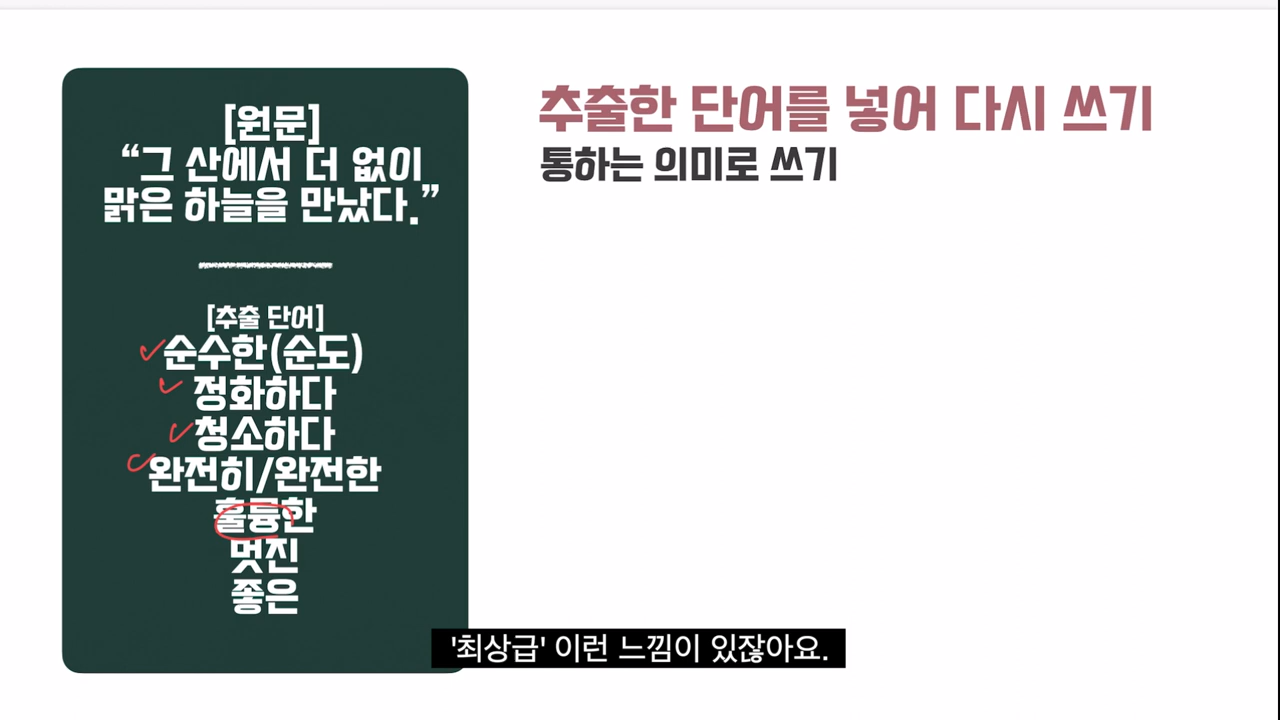 [원문]
“그 산에서 더 없이
맑은 하늘을 만났다.”
[추출 단어]
순수한(순도)
정화하다
청소하다
완전히/완전한
훌륭한
멋진
좋은
추출한 단어를 넣어 다시 쓰기
통하는 의미로 쓰기
'최상급' 이런 느낌이 있잖아요.